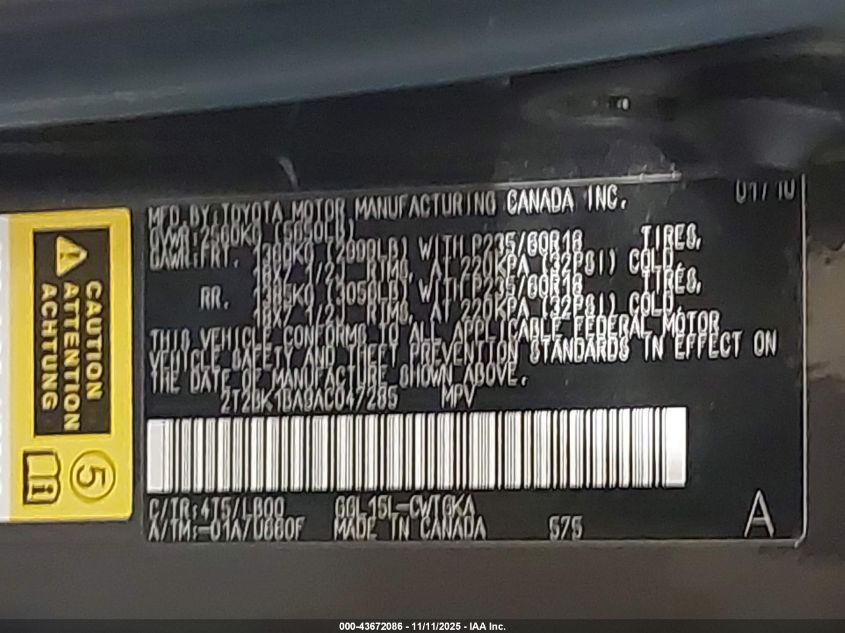 01/10
MFD.BY:TOYOTA MOTOR MANUFACTURING CANADA INC.
GVWR:2560KG (5650LB)
GAWR:FRT. 1360KG (2999LB) WITH P235/60R18 TIRES,
18X7 1/2J RIMS, AT 220KPA (32PSI) COLD,
RR. 1385KG (3050LB) WITH P235/60R18 TIRES,
18X7 1/2J RIMS, AT 220KPA (32PSI) COLD,
THIS VEHICLE CONFORMS TO ALL APPLICABLE FEDERAL MOTOR
VEHICLE SAFETY AND THEFT PREVENTION STANDARDS IN EFFECT ON
THE DATE OF MANUFACTURE SHOWN ABOVE.
2T2BK1BA9AC047285 MPV
C/TR:4T5/LB00 GGL15L-CWTGKA
A/TM:-01A/U660F MADE IN CANADA 575
A
CAUTION
ATTENTION
ACHTUNG
5
000-43672086 - 11/11/2025 - IAA Inc.